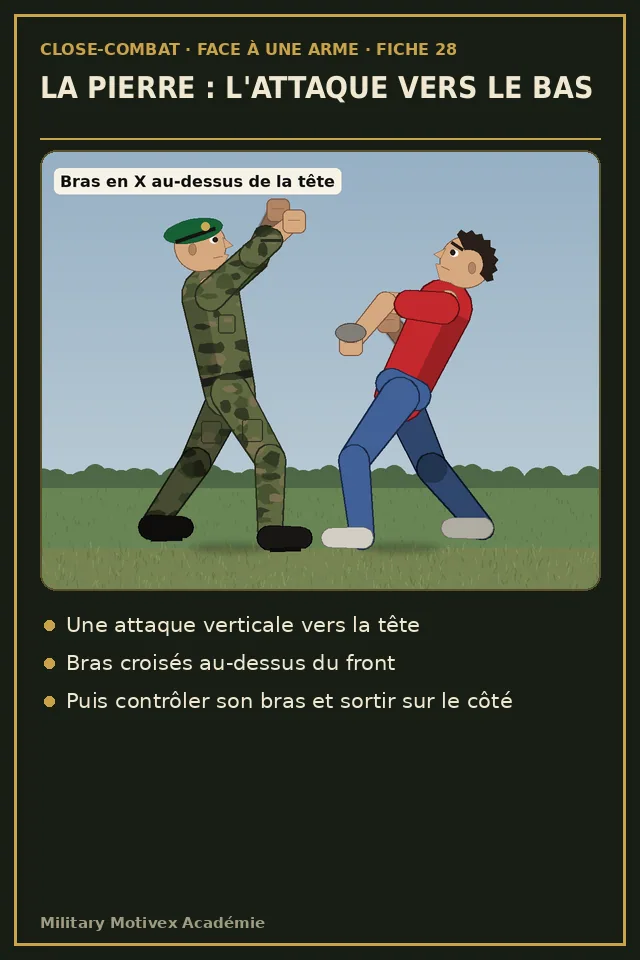 CLOSE-COMBAT · FACE À UNE ARME · FICHE 28
LA PIERRE : L'ATTAQUE VERS LE BAS
Bras en X au-dessus de la tête
Une attaque verticale vers la tête
Bras croisés au-dessus du front
Puis contrôler son bras et sortir sur le côté
Military Motivex Académie